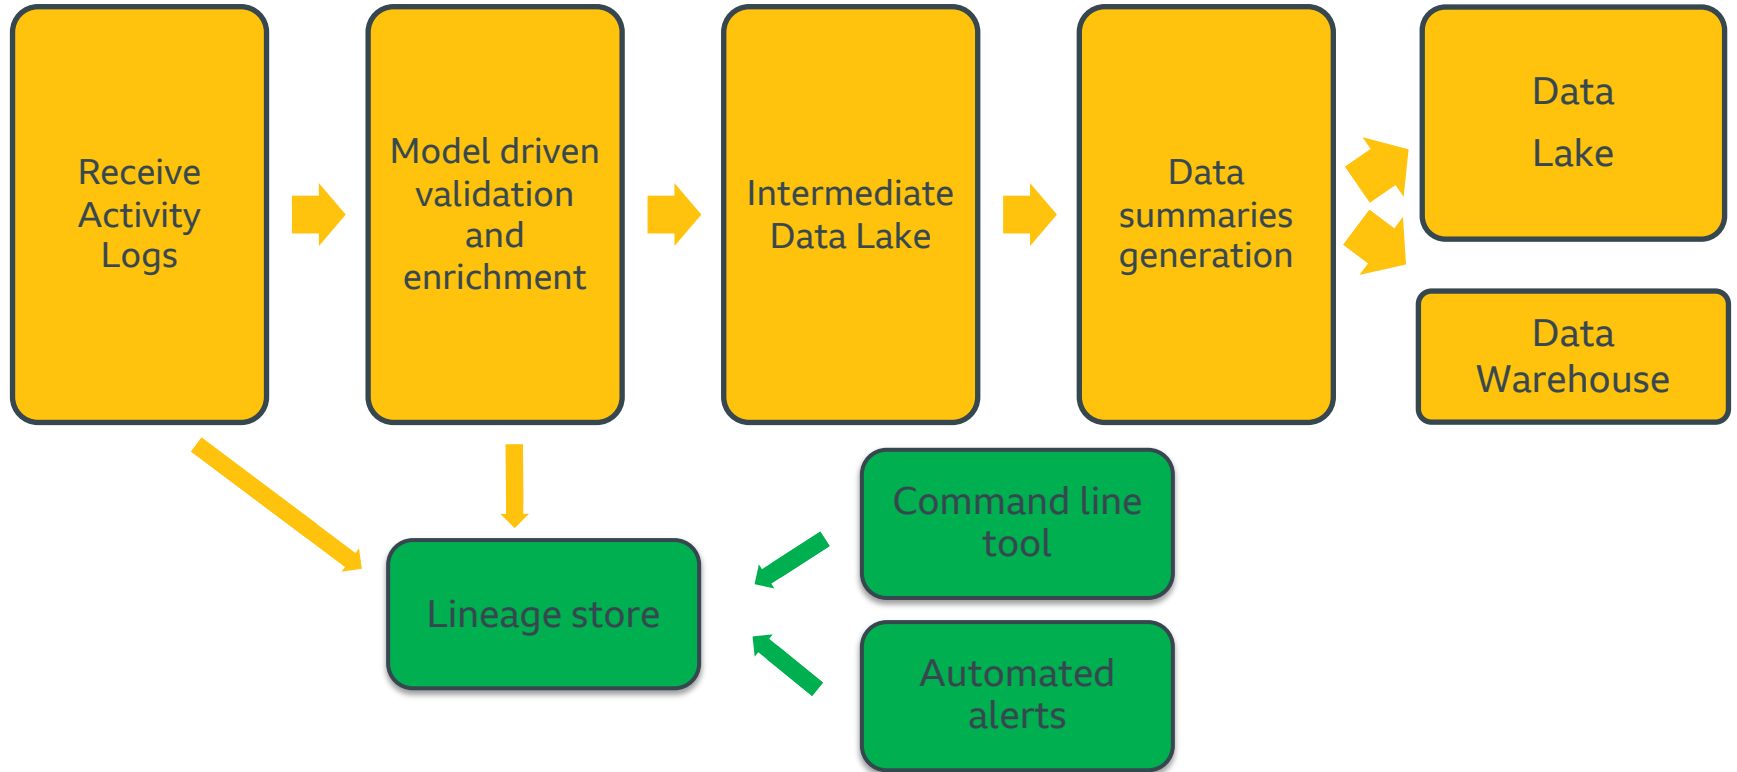 Receive
Activity
Logs
Model driven
validation
and
enrichment
Intermediate
Data Lake
Data
summaries
generation
Data
Lake
Data
Warehouse
Command line
tool
Lineage store
Automated
alerts